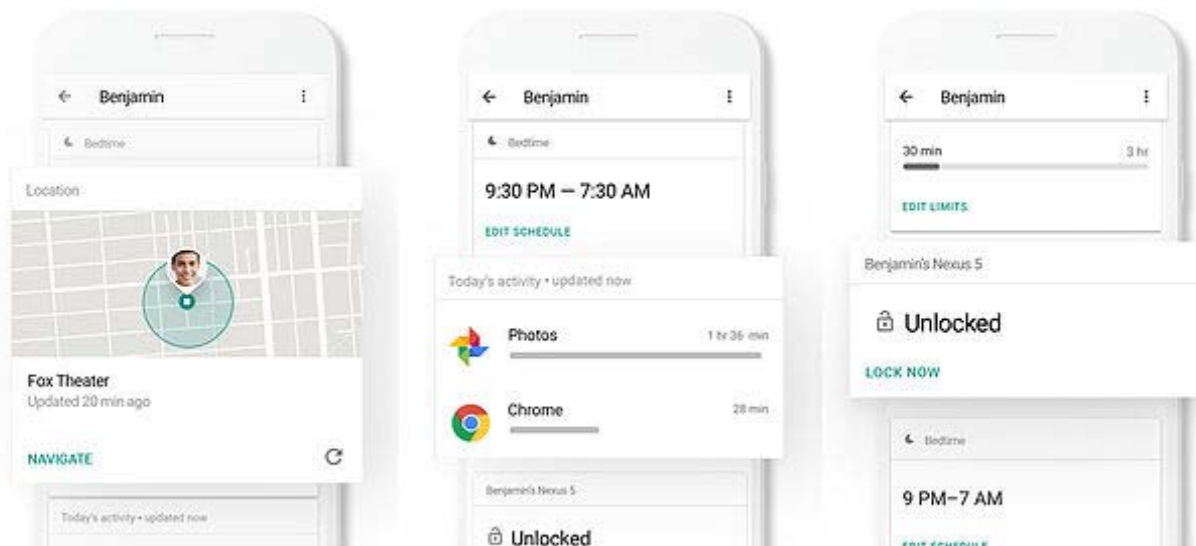 Benjamin
Bedtime
Location
Fox Theater
Updated 20 min ago
NAVIGATE
Today's activity • updated now
Benjamin
Bedtime
9:30 PM — 7:30 AM
EDIT SCHEDULE
Today's activity • updated now
Photos 1 hr 36 min
Chrome 28 min
Benjamin's Nexus 5
Unlocked
Benjamin
30 min 3 hr
EDIT LIMITS
Benjamin's Nexus 5
Unlocked
LOCK NOW
Bedtime
9 PM–7 AM
EDIT SCHEDULE